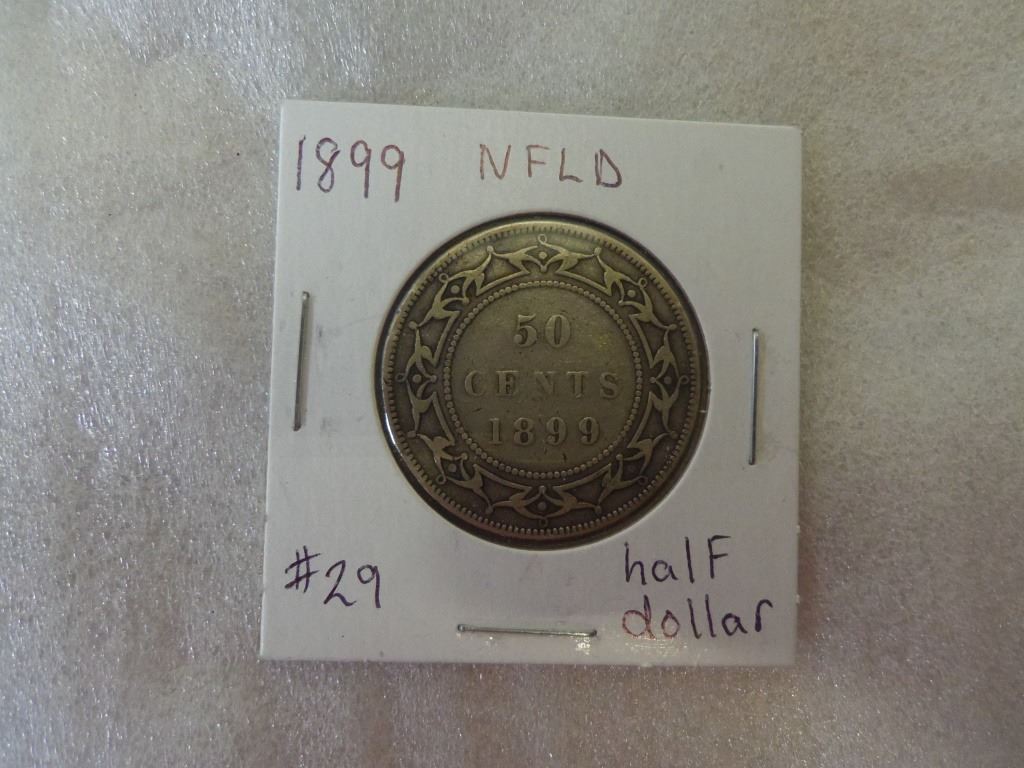 1899 NFLD
50
CENTS
1899
#29
half
dollar